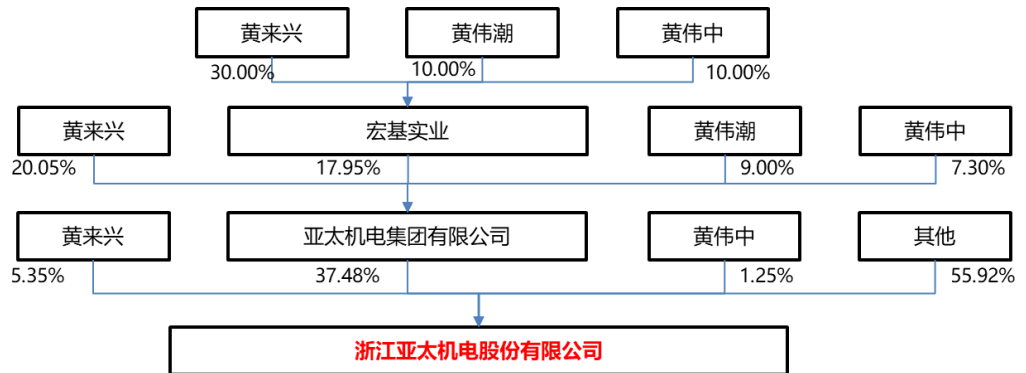 黄来兴 黄伟潮 黄伟中
30.00% 10.00% 10.00%
黄来兴 宏基实业 黄伟潮 黄伟中
20.05% 17.95% 9.00% 7.30%
黄来兴 亚太机电集团有限公司 黄伟中 其他
5.35% 37.48% 1.25% 55.92%
浙江亚太机电股份有限公司